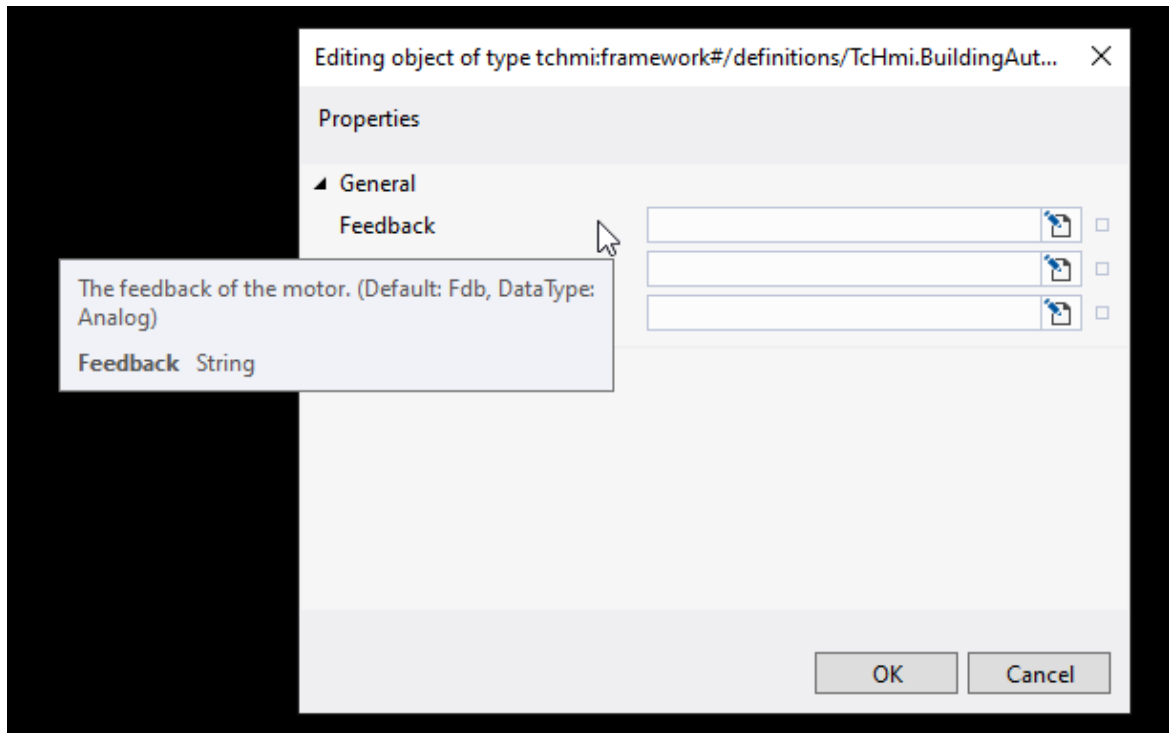 Editing object of type tchmi:framework#/definitions/TcHmi.BuildingAut...
Properties
General
Feedback
The feedback of the motor. (Default: Fdb, DataType:
Analog)
Feedback String
OK
Cancel